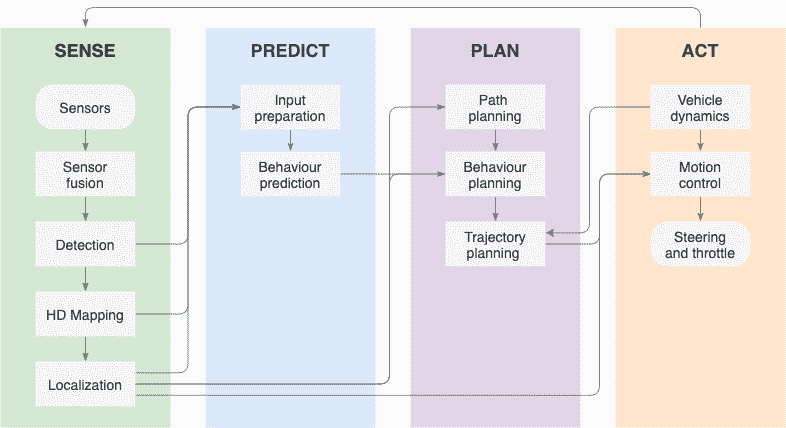 SENSE
Sensors
Sensor
fusion
Detection
HD Mapping
Localization
PREDICT
Input
preparation
Behaviour
prediction
PLAN
Path
planning
Behaviour
planning
Trajectory
planning
ACT
Vehicle
dynamics
Motion
control
Steering
and throttle